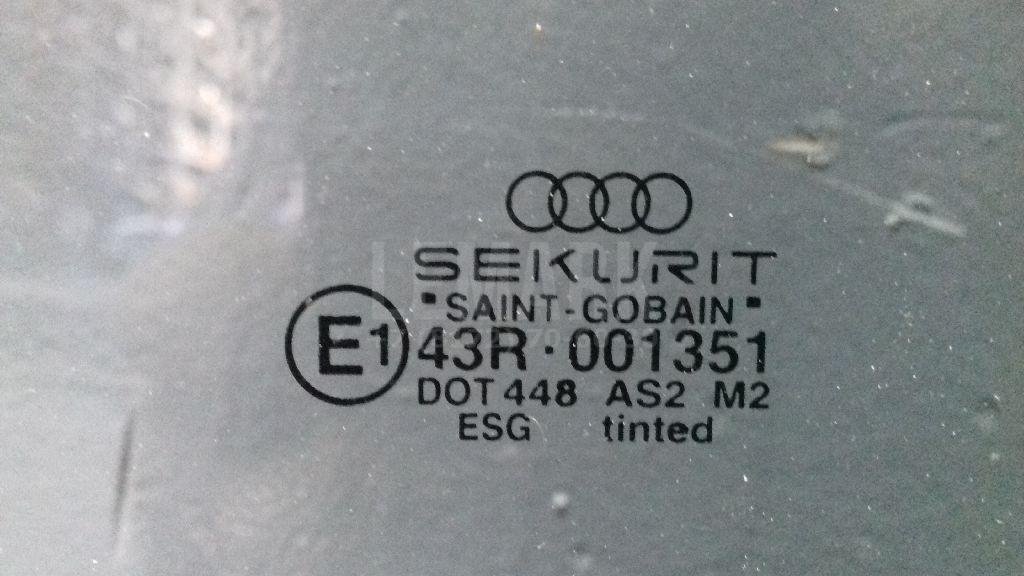 SEKURIT
"SAINT-GOBAIN"
E1 43R · 001351
DOT 448 AS2 M2
ESG tinted